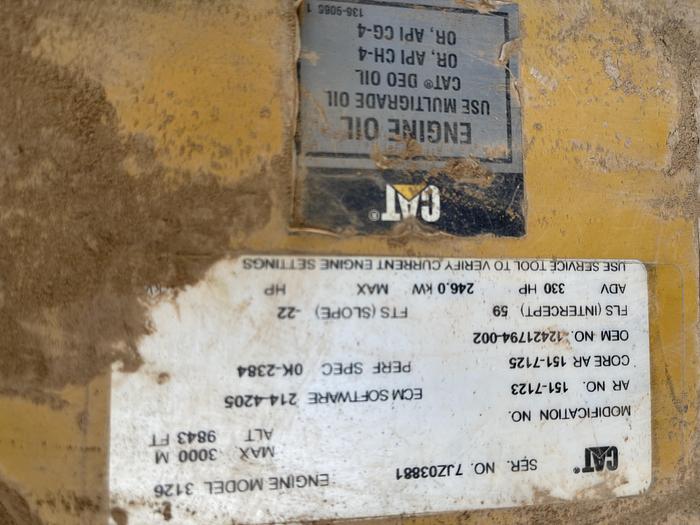 CAT® SER. NO. 7JZ03881 ENGINE MODEL 3126
MAX. 3000 M
ALT 9843 FT
MODIFICATION NO.
AR NO. 151-7123 ECM SOFTWARE 214-4205
CORE AR 151-7125 PERF SPEC 0K-2384
OEM NO. 12421794-002
FLS (INTERCEPT) 59 FTS (SLOPE) -22
ADV 330 HP 246.0 KW MAX HP
USE SERVICE TOOL TO VERIFY CURRENT ENGINE SETTINGS
CAT®
ENGINE OIL
USE MULTIGRADE OIL
CAT® DEO OIL
OR, API CH-4
OR, API CG-4
136-9065 1